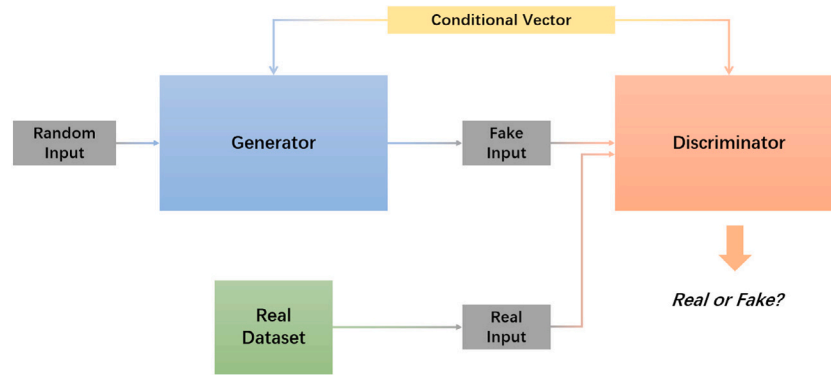 Conditional Vector
Random
Input
Generator
Fake
Input
Discriminator
Real
Dataset
Real
Input
Real or Fake?